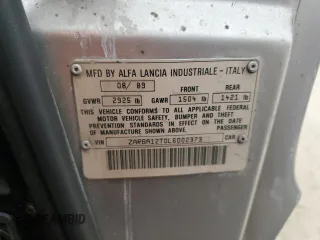 MFD BY ALFA LANCIA INDUSTRIALE - ITALY
08/ 89 FRONT REAR
GVWR 2925 lb GAWR 1504 lb 1421 lb
THIS VEHICLE CONFORMS TO ALL APPLICABLE FEDERAL
MOTOR VEHICLE SAFETY, BUMPER AND THEFT
PREVENTION STANDARDS IN EFFECT ON THE DATE
OF MANUFACTURE SHOWN ABOVE. PASSENGER
VIN CAR